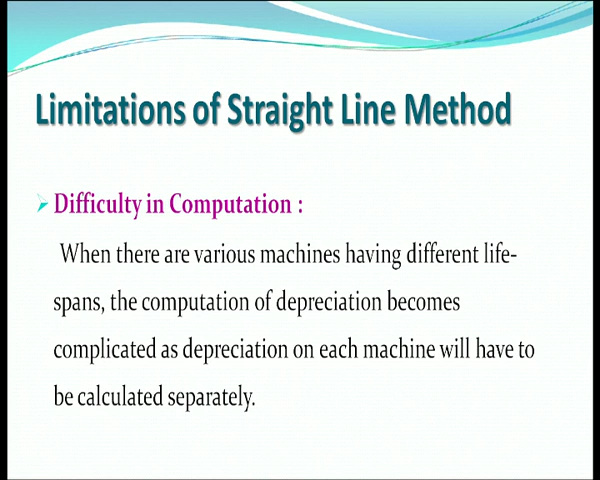 Limitations of Straight Line Method
Difficulty in Computation :
When there are various machines having different life-
spans, the computation of depreciation becomes
complicated as depreciation on each machine will have to
be calculated separately.